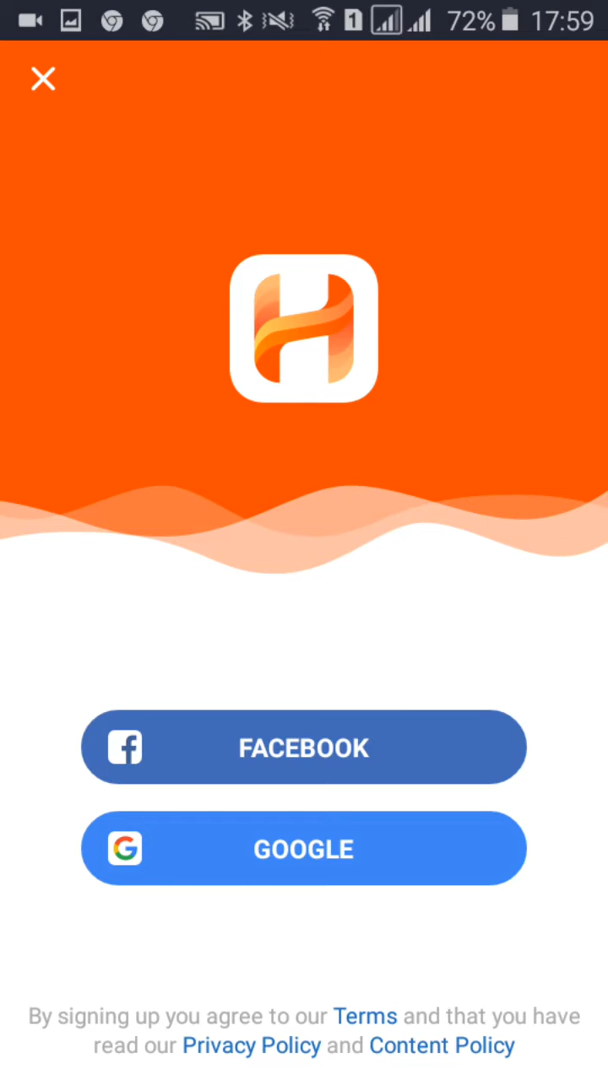 1 72% 17:59
FACEBOOK
GOOGLE
By signing up you agree to our Terms and that you have
read our Privacy Policy and Content Policy